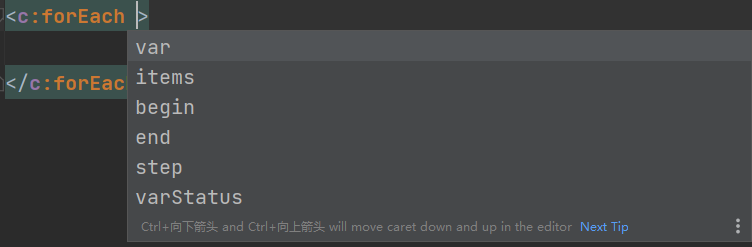 <c:forEach >
var
items
</c:forEac
begin
end
step
varStatus
Ctrl+向下箭头 and Ctrl+向上箭头 will move caret down and up in the editor Next Tip